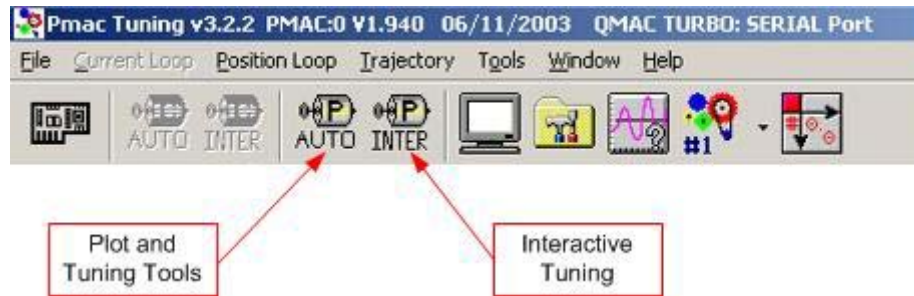 Pmac Tuning v3.2.2 PMAC:0 V1.940 06/11/2003 QMAC TURBO: SERIAL Port
File Current Loop Position Loop Trajectory Tools Window Help
AUTO INTER P AUTO P INTER #1 #
Plot and
Tuning Tools
Interactive
Tuning